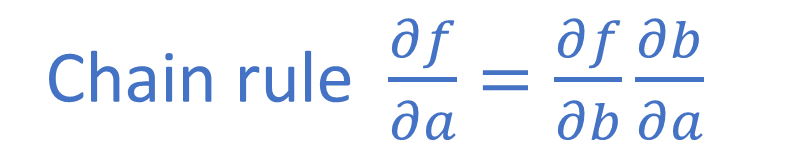 Chain rule ∂f/∂a = ∂f/∂b ∂b/∂a